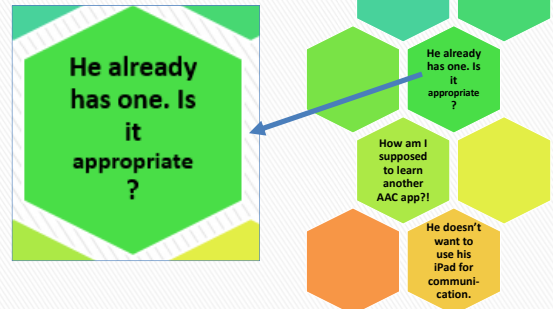 He already
has one. Is
it
appropriate
?
He already
has one. Is
it
appropriate
?
How am I
supposed
to learn
another
AAC app?!
He doesn't
want to
use his
iPad for
communi-
cation.